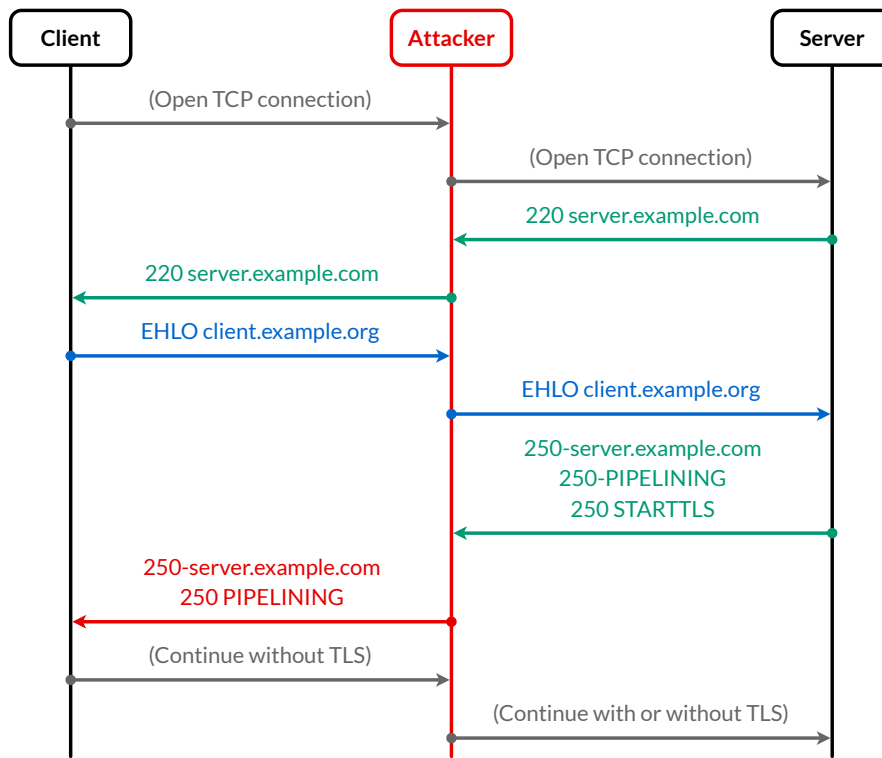 Client
Attacker
Server
(Open TCP connection)
(Open TCP connection)
220 server.example.com
220 server.example.com
EHLO client.example.org
EHLO client.example.org
250-server.example.com
250-PIPELINING
250 STARTTLS
250-server.example.com
250 PIPELINING
(Continue without TLS)
(Continue with or without TLS)